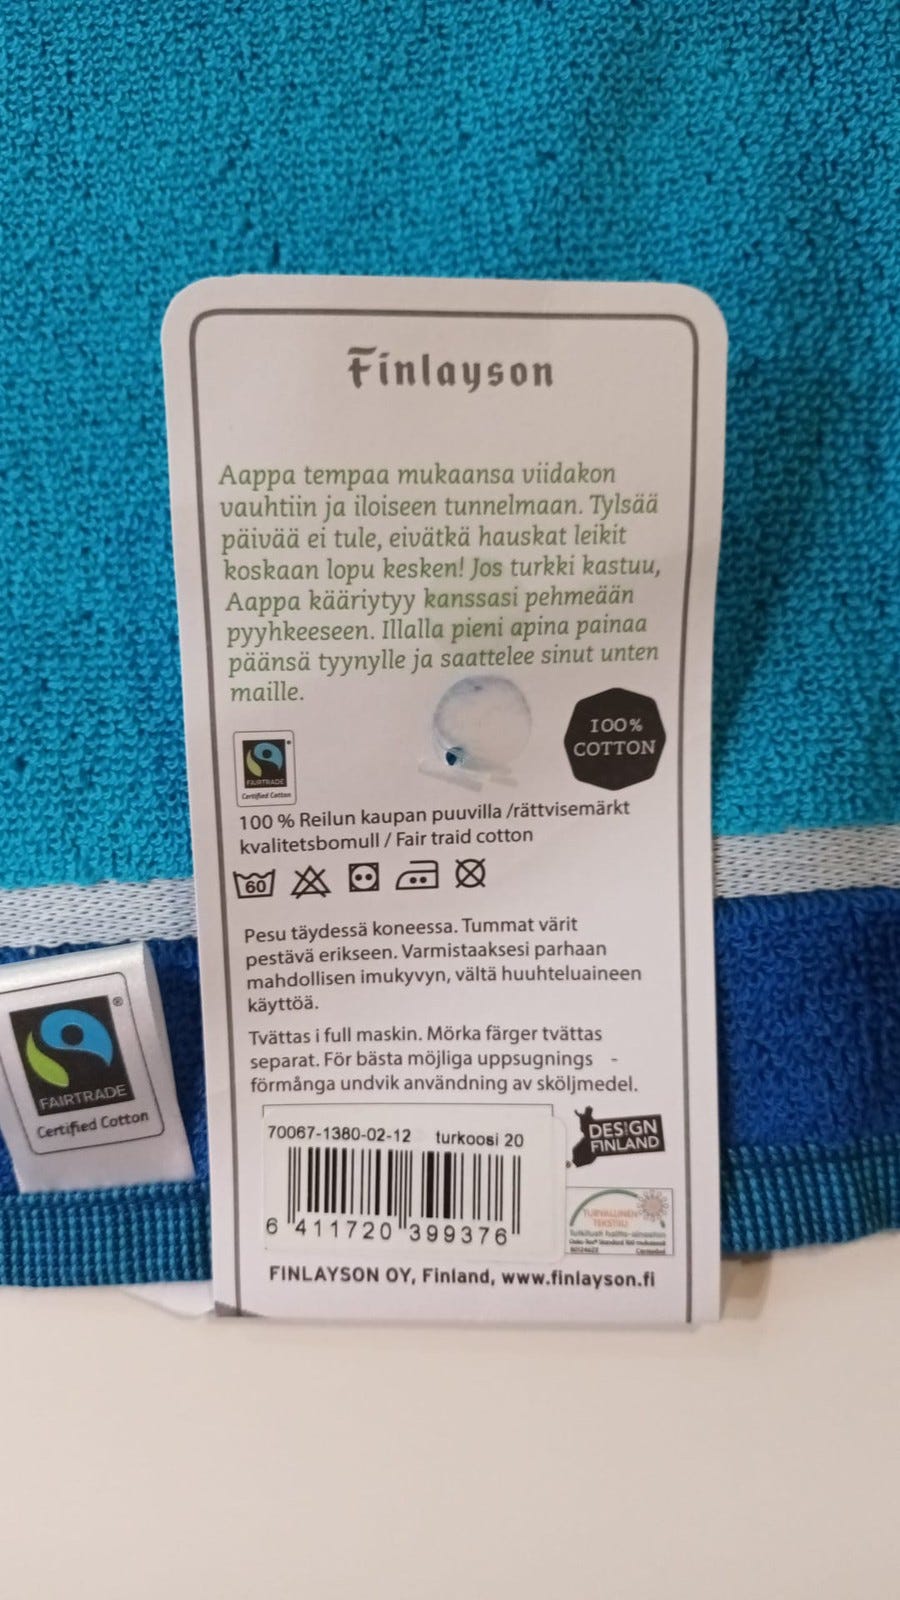 Finlayson
Aappa tempaa mukaansa viidakon
vauhtiin ja iloiseen tunnelmaan. Tylsää
päivää ei tule, eivätkä hauskat leikit
koskaan lopu kesken! Jos turkki kastuu,
Aappa kääriytyy kanssasi pehmeään
pyyhkeeseen. Illalla pieni apina painaa
päänsä tyynylle ja saattelee sinut unten
maille.
100%
COTTON
FAIRTRADE
Certified Cotton
100 % Reilun kaupan puuvilla /rättvisemärkt
kvalitetsbomull / Fair traid cotton
60
Pesu täydessä koneessa. Tummat värit
pestävä erikseen. Varmistaaksesi parhaan
mahdollisen imukyvyn, vältä huuhteluaineen
käyttöä.
Tvättas i full maskin. Mörka färger tvättas
separat. För bästa möjliga uppsugnings -
förmånga undvik användning av sköljmedel.
®
FAIRTRADE
Certified Cotton
70067-1380-02-12 turkoosi 20
6 411720 399376
DESIGN
FINLAND
TURVALLINEN
TEKSTIILI
Tutkitusti haitta-aineeton
FINLAYSON OY, Finland, www.finlayson.fi